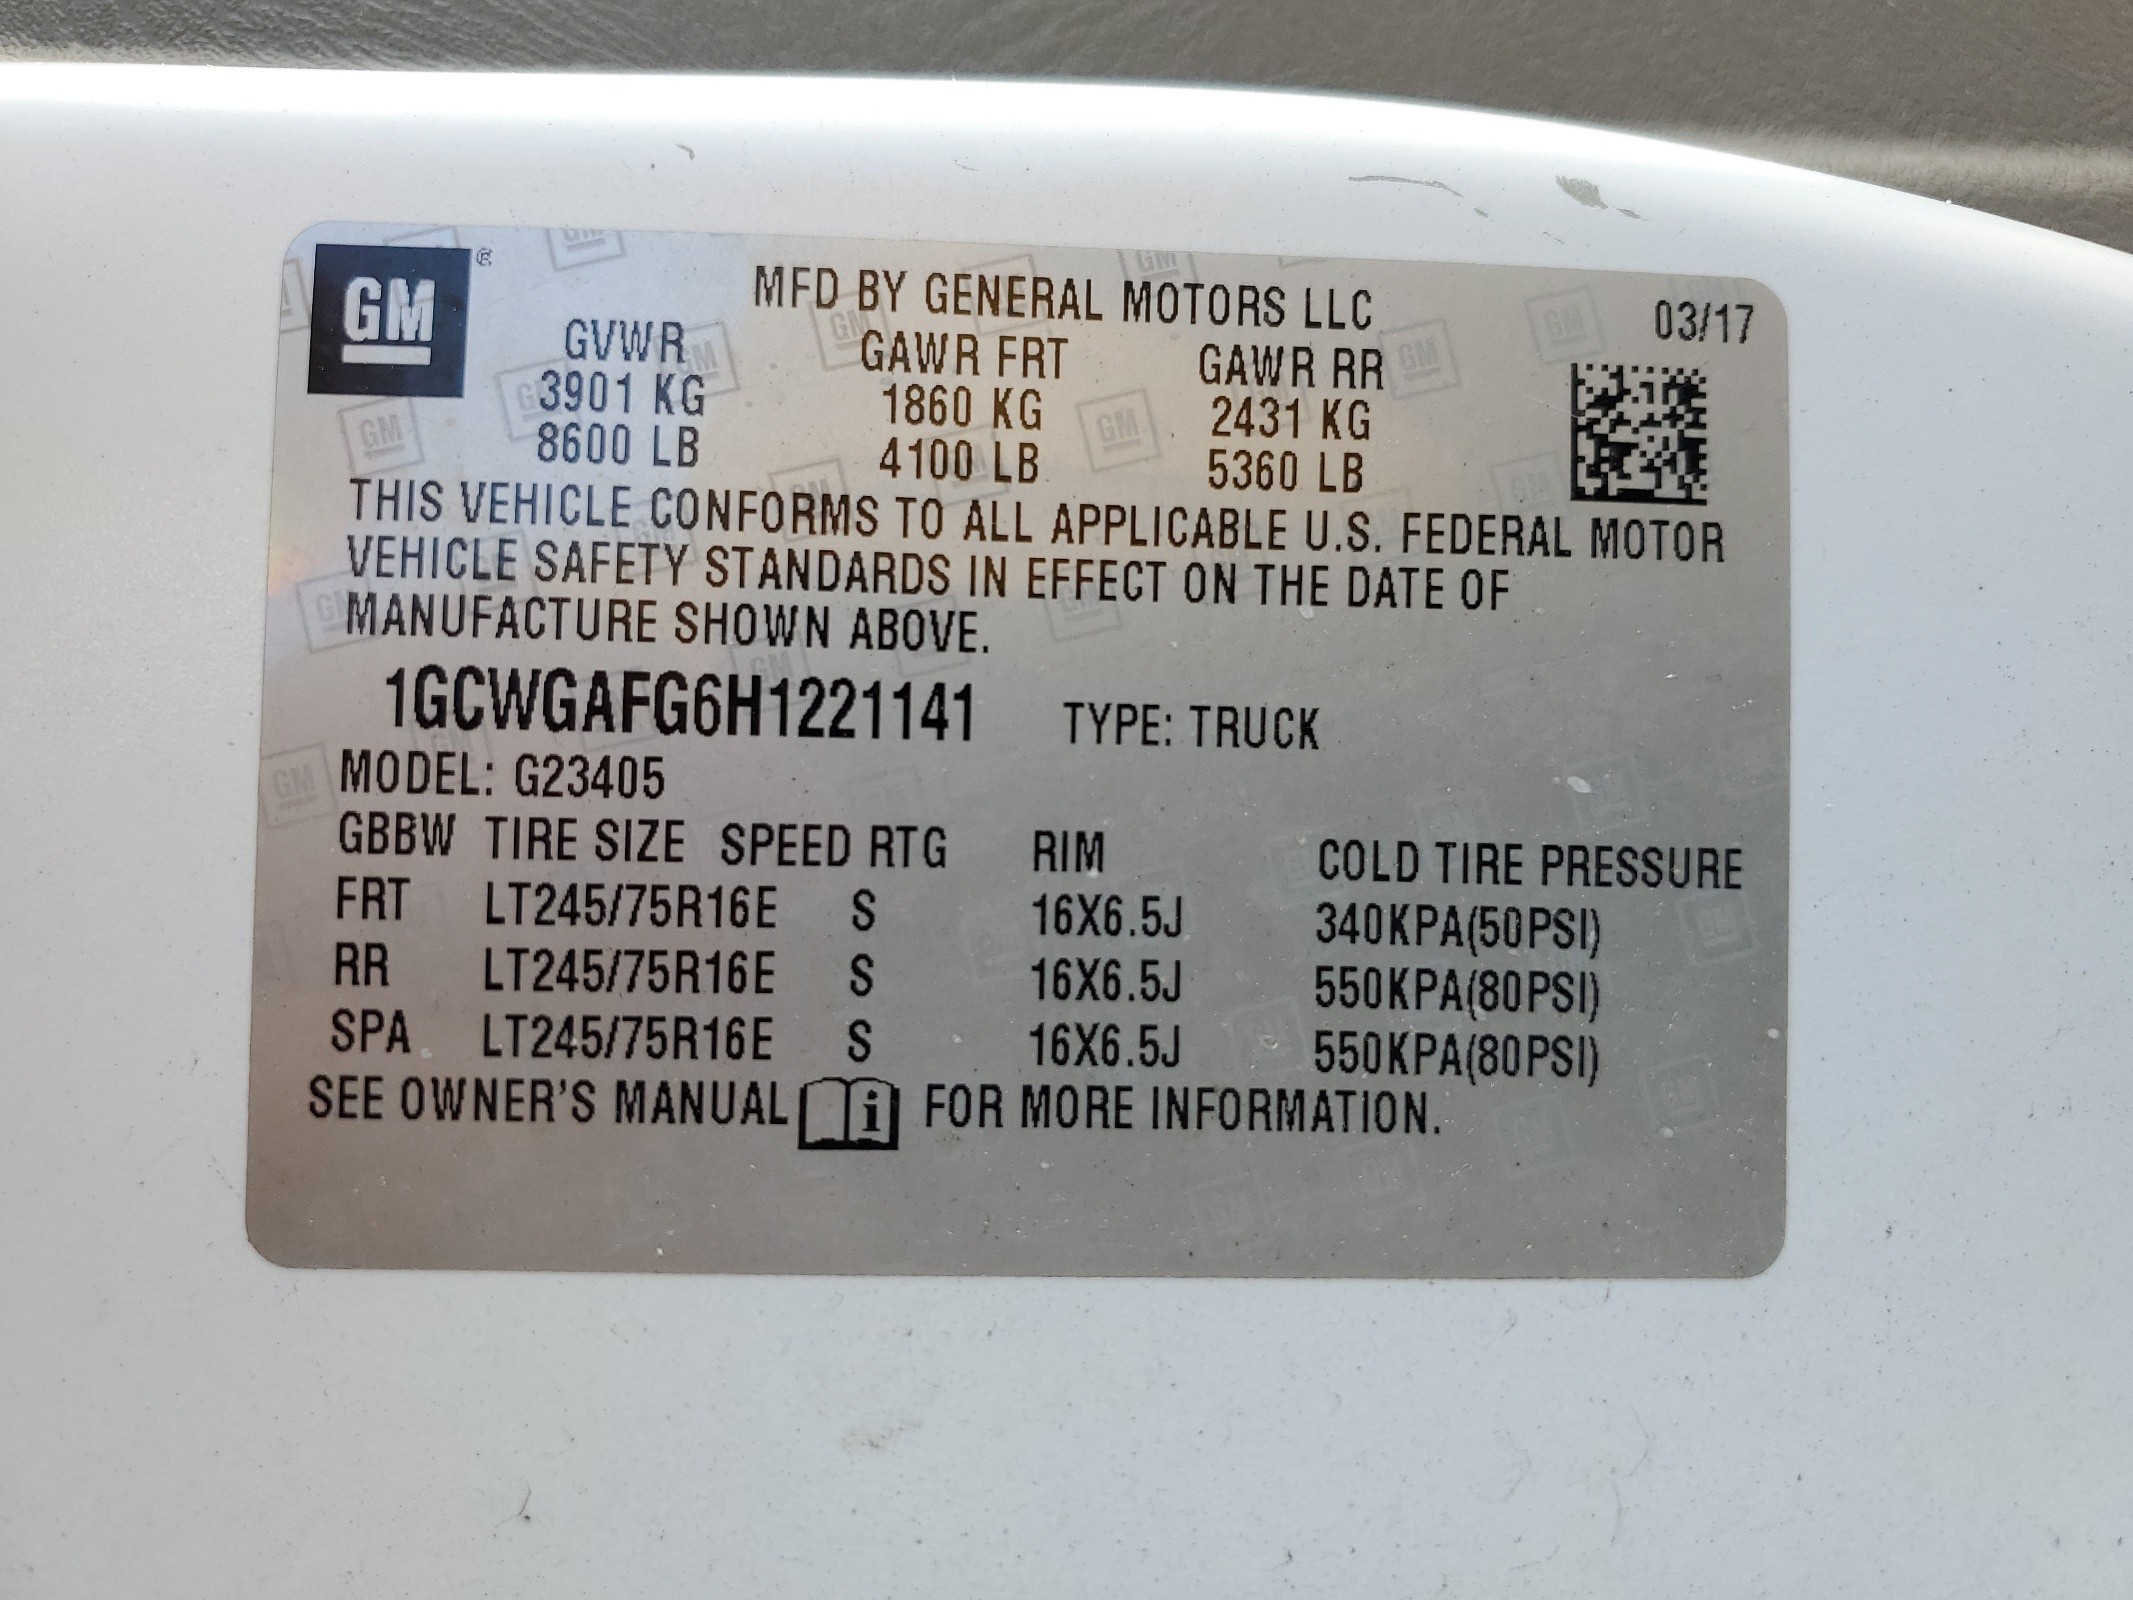 GM ®
MFD BY GENERAL MOTORS LLC 03/17
GVWR GAWR FRT GAWR RR
3901 KG 1860 KG 2431 KG
8600 LB 4100 LB 5360 LB
THIS VEHICLE CONFORMS TO ALL APPLICABLE U.S. FEDERAL MOTOR
VEHICLE SAFETY STANDARDS IN EFFECT ON THE DATE OF
MANUFACTURE SHOWN ABOVE.
1GCWGAFG6H1221141 TYPE: TRUCK
MODEL: G23405
GBBW TIRE SIZE SPEED RTG RIM COLD TIRE PRESSURE
FRT LT245/75R16E S 16X6.5J 340KPA(50PSI)
RR LT245/75R16E S 16X6.5J 550KPA(80PSI)
SPA LT245/75R16E S 16X6.5J 550KPA(80PSI)
SEE OWNER'S MANUAL i FOR MORE INFORMATION.